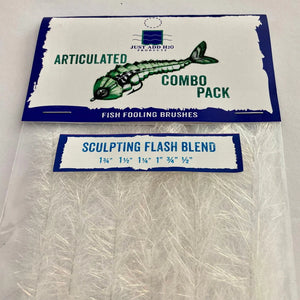 JUST ADD H2O
PRODUCTS
ARTICULATED
COMBO
PACK
FISH FOOLING BRUSHES
SCULPTING FLASH BLEND
1¾" 1½" 1¼" 1" ¾" ½"